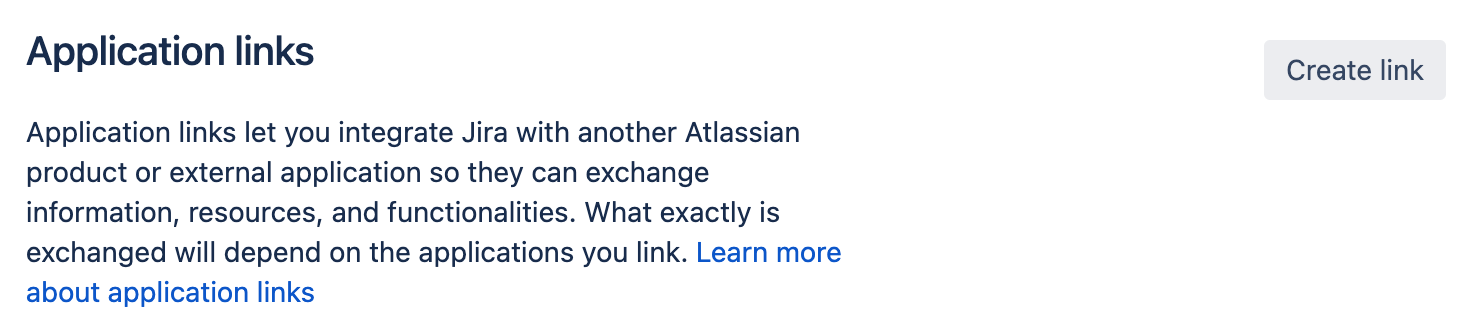 Application links
Create link
Application links let you integrate Jira with another Atlassian
product or external application so they can exchange
information, resources, and functionalities. What exactly is
exchanged will depend on the applications you link. Learn more
about application links